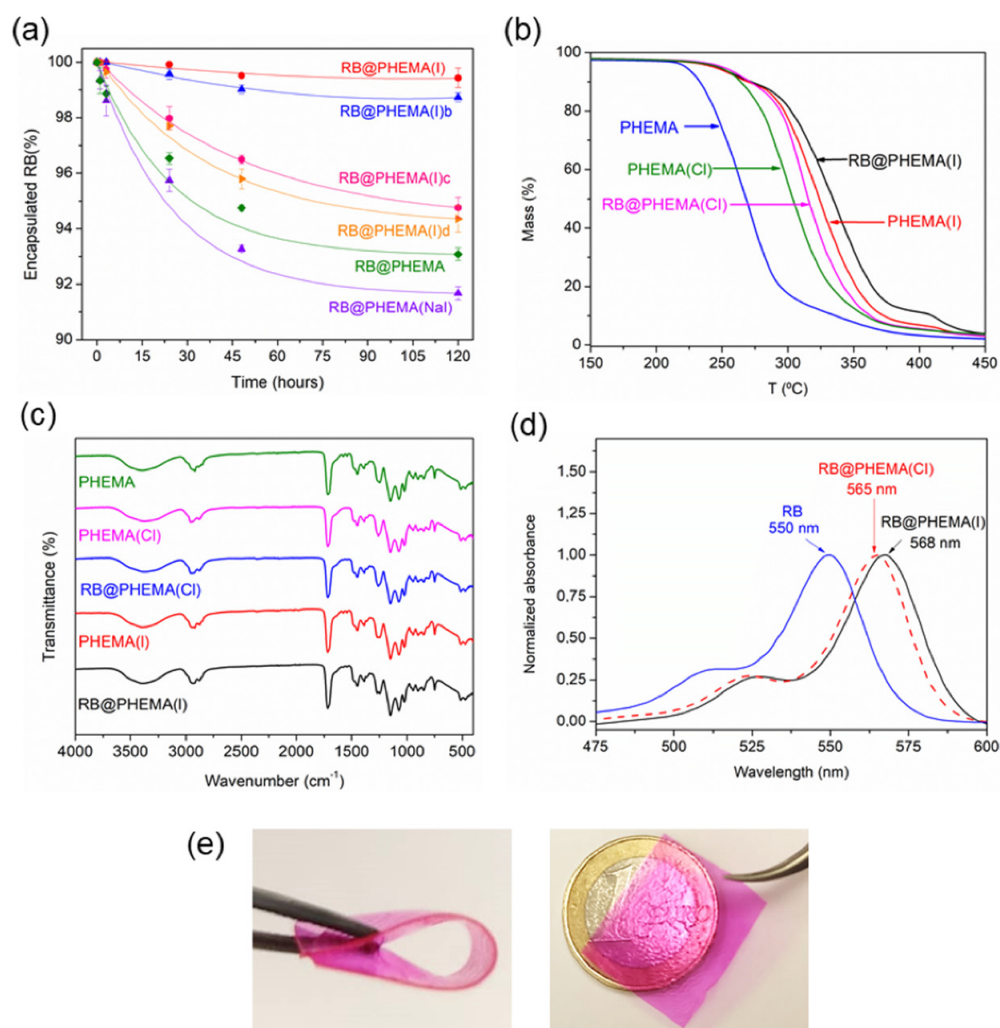 (a)
Encapsulated RB(%)
100
98
96
94
92
90
0 15 30 45 60 75 90 105 120
Time (hours)
RB@PHEMA(I)
RB@PHEMA(I)b
RB@PHEMA(I)c
RB@PHEMA(I)d
RB@PHEMA
RB@PHEMA(NaI)
(b)
Mass (%)
100
80
60
40
20
0
150 200 250 300 350 400 450
T (ºC)
PHEMA
PHEMA(Cl)
RB@PHEMA(Cl)
RB@PHEMA(I)
PHEMA(I)
(c)
Transmittance (%)
PHEMA
PHEMA(Cl)
RB@PHEMA(Cl)
PHEMA(I)
RB@PHEMA(I)
4000 3500 3000 2500 2000 1500 1000 500
Wavenumber (cm⁻¹)
(d)
Normalized absorbance
1.50
1.25
1.00
0.75
0.50
0.25
0,00
475 500 525 550 575 600
Wavelength (nm)
RB@PHEMA(Cl)
565 nm
RB
550 nm
RB@PHEMA(I)
568 nm
(e)